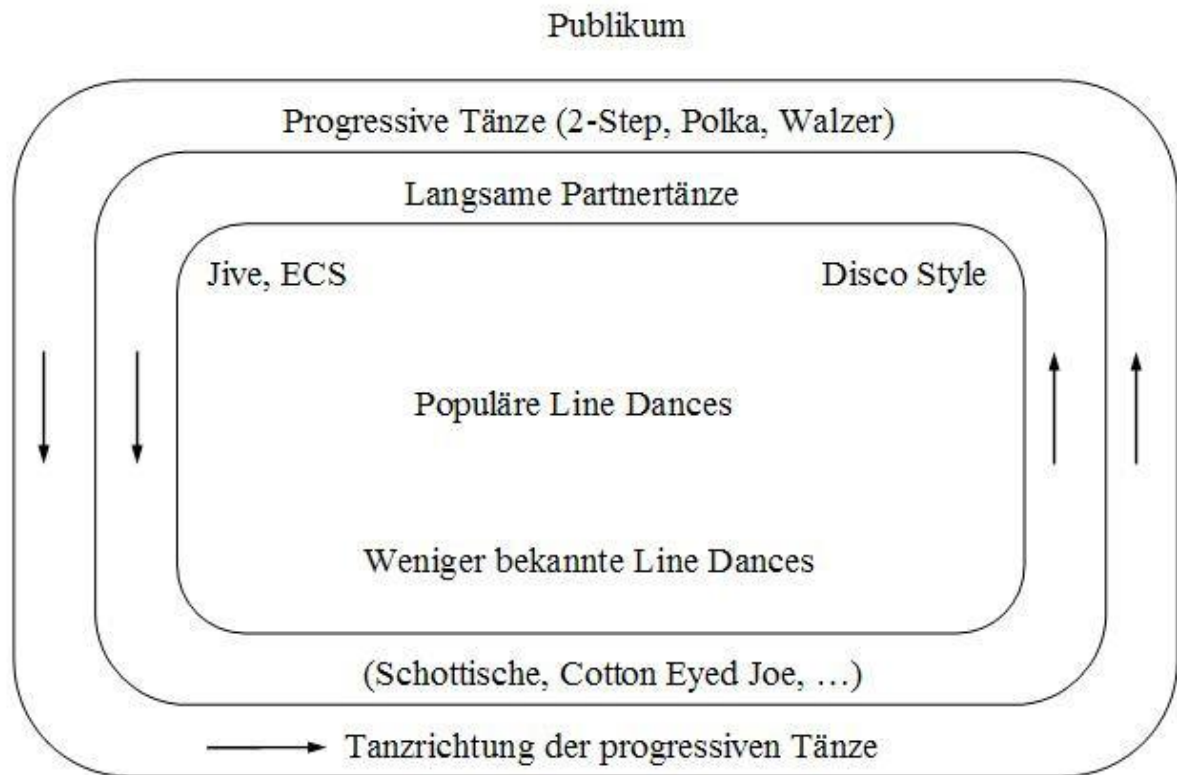 Publikum
Progressive Tänze (2-Step, Polka, Walzer)
Langsame Partnertänze
Jive, ECS
Disco Style
Populäre Line Dances
Weniger bekannte Line Dances
(Schottische, Cotton Eyed Joe, …)
Tanzrichtung der progressiven Tänze